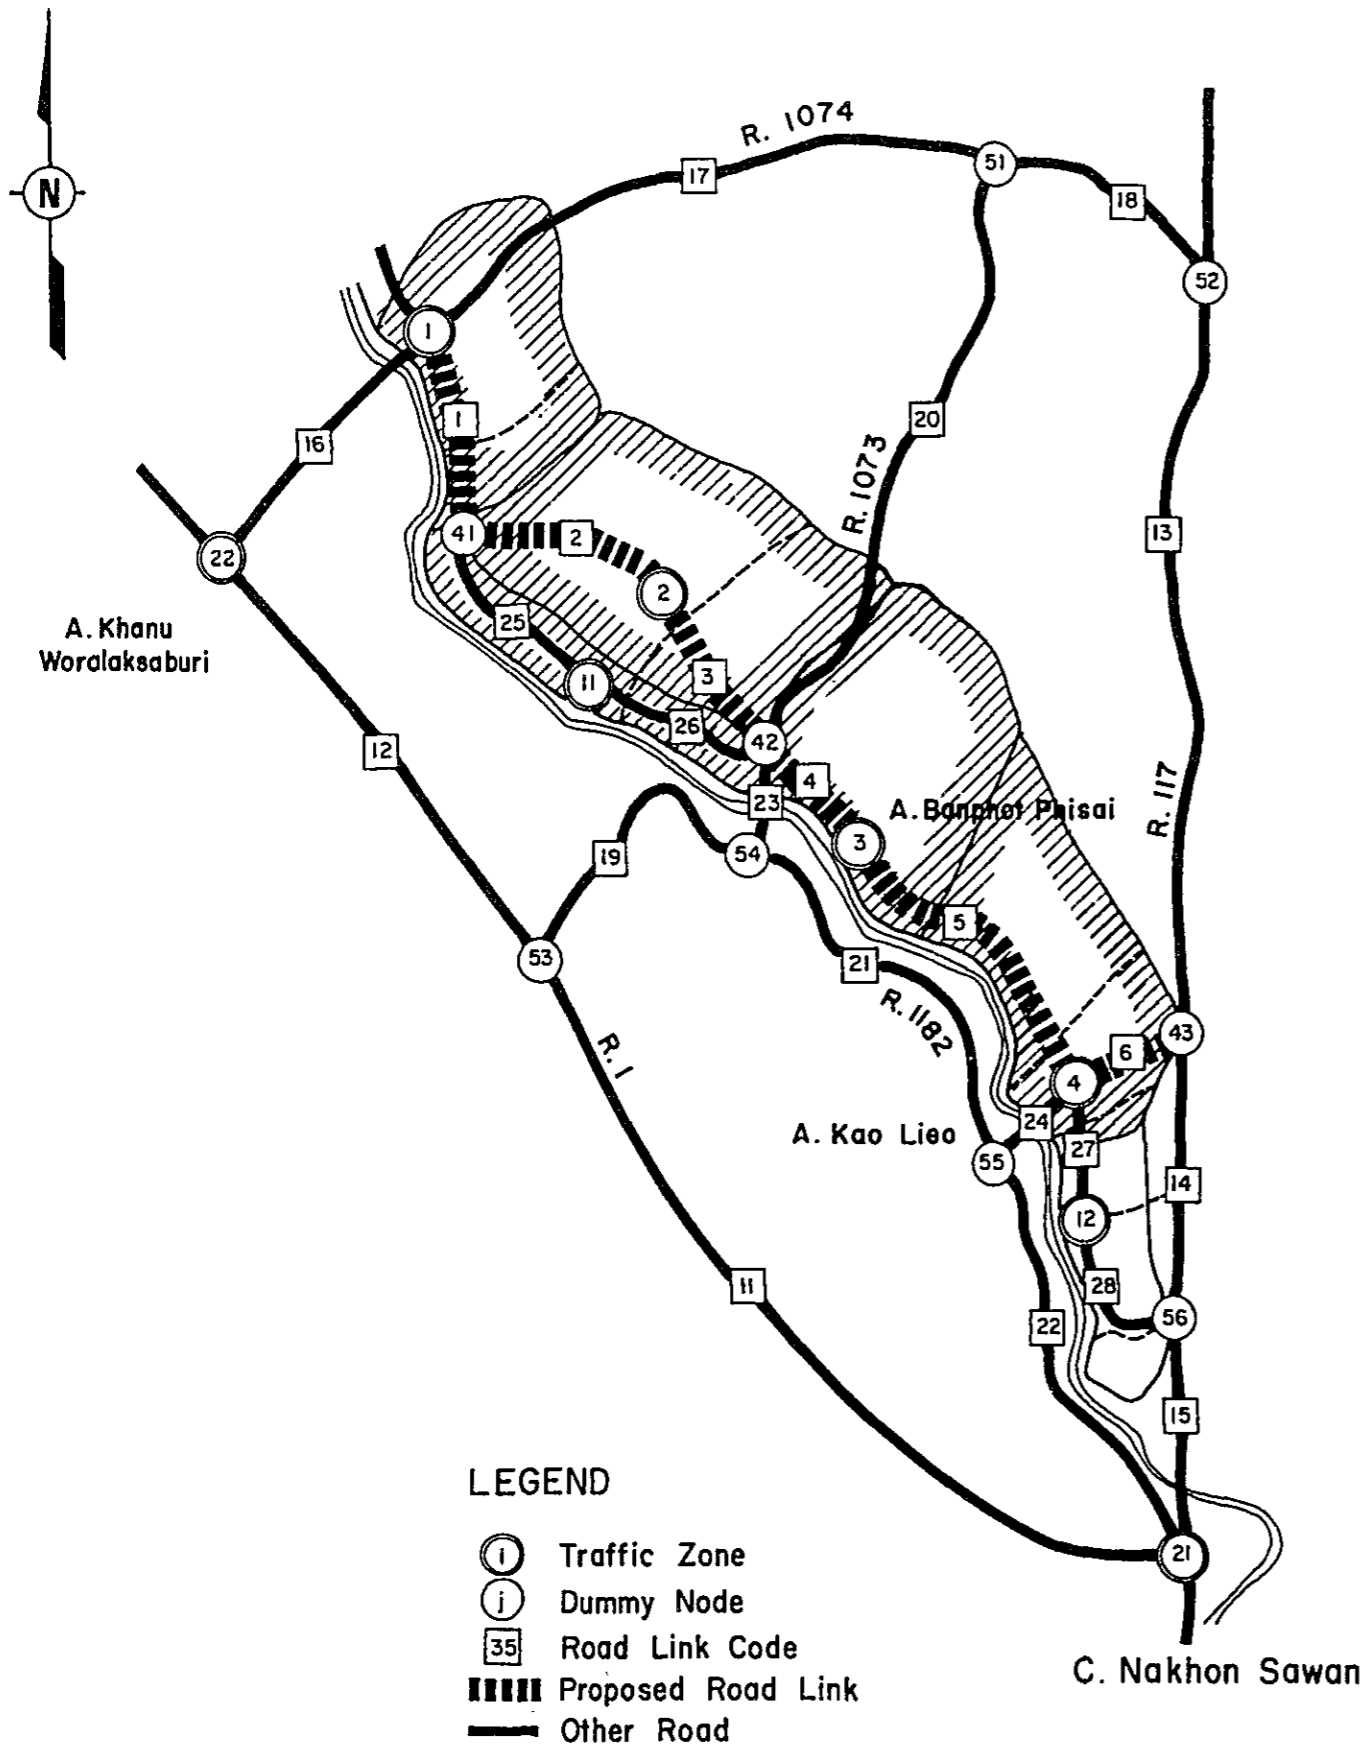 N
R. 1074
51
17
18
52
1
1
20
16
R. 1073
13
41
2
22
2
A. Khanu
Woralaksaburi
25
3
11
26
42
12
4
23
A. Banphot Phisai
R. 117
3
54
19
5
53
21
R. 1182
43
R. 1
6
4
24
A. Kao Lieo
27
55
14
12
11
28
56
22
15
LEGEND
21
i Traffic Zone
j Dummy Node
35 Road Link Code
C. Nakhon Sawan
Proposed Road Link
Other Road